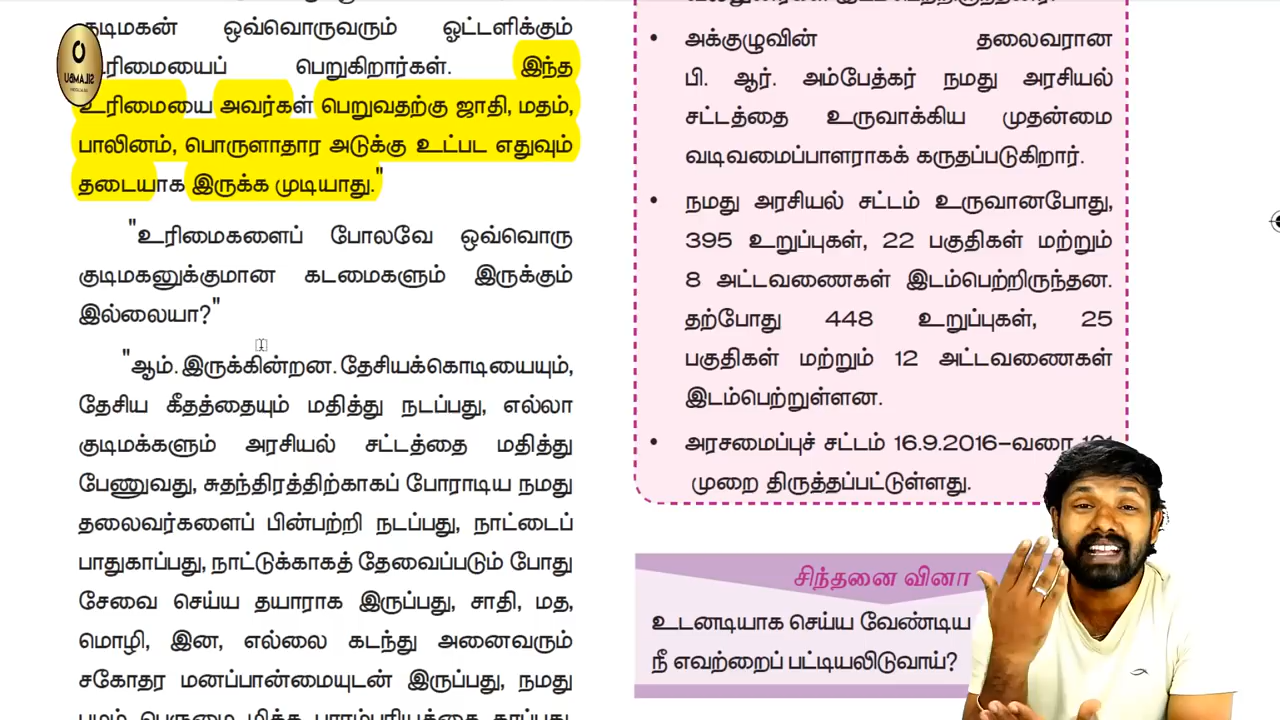 குடிமகன் ஒவ்வொருவரும் ஓட்டளிக்கும்
பெறுகிறார்கள். இந்த
உரிமையை அவர்கள் பெறுவதற்கு ஜாதி, மதம்,
பாலினம், பொருளாதார அடுக்கு உட்பட எதுவும்
தடையாக இருக்க முடியாது."
"உரிமைகளைப் போலவே ஒவ்வொரு
குடிமகனுக்குமான கடமைகளும் இருக்கும்
இல்லையா?"
"ஆம். இருக்கின்றன. தேசியக்கொடியையும்,
தேசிய கீதத்தையும் மதித்து நடப்பது, எல்லா
குடிமக்களும் அரசியல் சட்டத்தை மதித்து
பேணுவது, சுதந்திரத்திற்காகப் போராடிய நமது
தலைவர்களைப் பின்பற்றி நடப்பது, நாட்டைப்
பாதுகாப்பது, நாட்டுக்காகத் தேவைப்படும் போது
சேவை செய்ய தயாராக இருப்பது, சாதி, மத,
மொழி, இன, எல்லை கடந்து அனைவரும்
சகோதர மனப்பான்மையுடன் இருப்பது, நமது
• அக்குழுவின் தலைவரான
பி. ஆர். அம்பேத்கர் நமது அரசியல்
சட்டத்தை உருவாக்கிய முதன்மை
வடிவமைப்பாளராகக் கருதப்படுகிறார்.
• நமது அரசியல் சட்டம் உருவானபோது,
395 உறுப்புகள், 22 பகுதிகள் மற்றும்
8 அட்டவணைகள் இடம்பெற்றிருந்தன.
தற்போது 448 உறுப்புகள், 25
பகுதிகள் மற்றும் 12 அட்டவணைகள்
இடம்பெற்றுள்ளன.
• அரசமைப்புச் சட்டம் 16.9.2016–வரை
முறை திருத்தப்பட்டுள்ளது.
சிந்தனை வினா
உடனடியாக செய்ய வேண்டிய
நீ எவற்றைப் பட்டியலிடுவாய்?